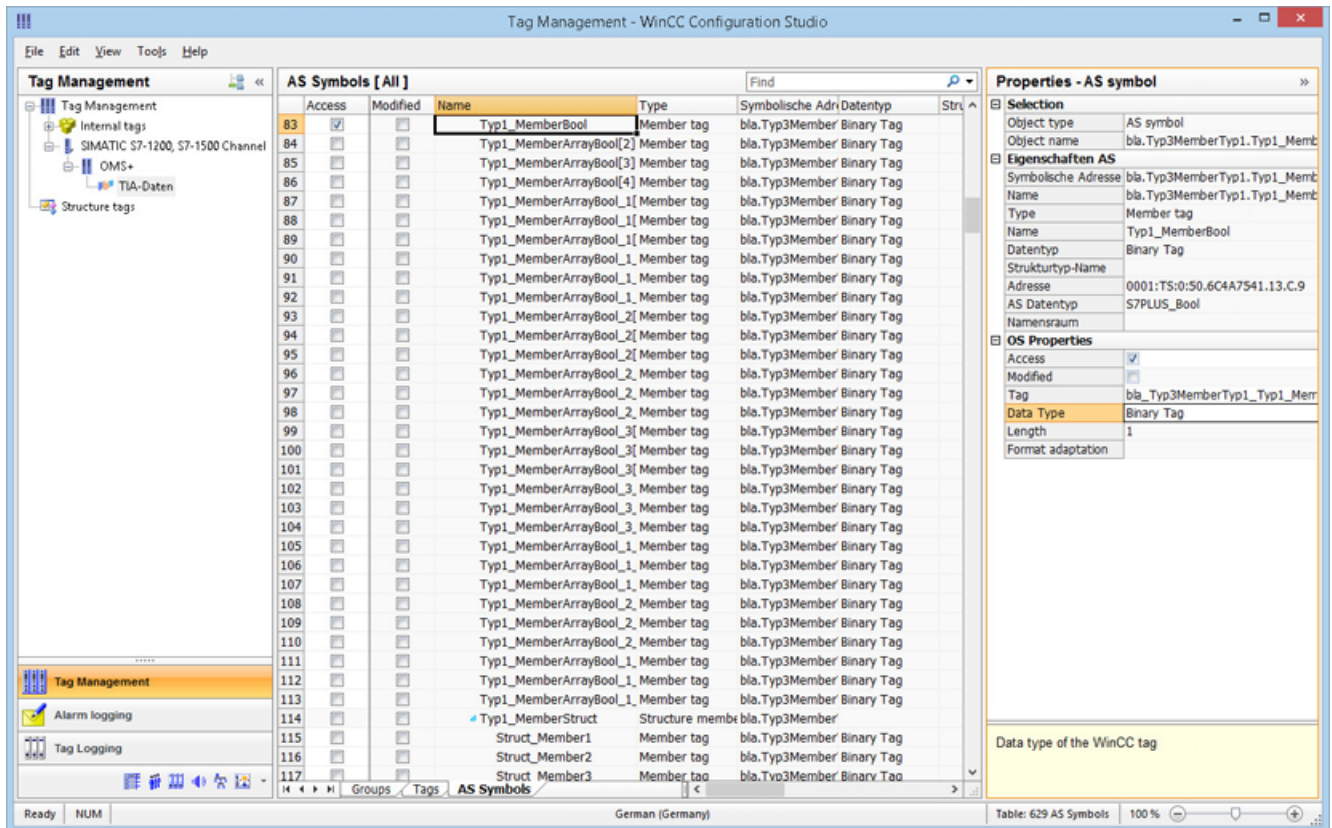 Tag Management - WinCC Configuration Studio
File Edit View Tools Help
Tag Management «
Tag Management
Internal tags
SIMATIC S7-1200, S7-1500 Channel
OMS+
TIA-Daten
Structure tags
Tag Management
Alarm logging
Tag Logging
AS Symbols [ All ] Find
Access Modified Name Type Symbolische Adr Datentyp Stru
83 Typ1_MemberBool Member tag bla.Typ3Member Binary Tag
84 Typ1_MemberArrayBool[2] Member tag bla.Typ3Member Binary Tag
85 Typ1_MemberArrayBool[3] Member tag bla.Typ3Member Binary Tag
86 Typ1_MemberArrayBool[4] Member tag bla.Typ3Member Binary Tag
87 Typ1_MemberArrayBool_1[ Member tag bla.Typ3Member Binary Tag
88 Typ1_MemberArrayBool_1[ Member tag bla.Typ3Member Binary Tag
89 Typ1_MemberArrayBool_1[ Member tag bla.Typ3Member Binary Tag
90 Typ1_MemberArrayBool_1_ Member tag bla.Typ3Member Binary Tag
91 Typ1_MemberArrayBool_1_ Member tag bla.Typ3Member Binary Tag
92 Typ1_MemberArrayBool_1_ Member tag bla.Typ3Member Binary Tag
93 Typ1_MemberArrayBool_2[ Member tag bla.Typ3Member Binary Tag
94 Typ1_MemberArrayBool_2[ Member tag bla.Typ3Member Binary Tag
95 Typ1_MemberArrayBool_2[ Member tag bla.Typ3Member Binary Tag
96 Typ1_MemberArrayBool_2_ Member tag bla.Typ3Member Binary Tag
97 Typ1_MemberArrayBool_2_ Member tag bla.Typ3Member Binary Tag
98 Typ1_MemberArrayBool_2_ Member tag bla.Typ3Member Binary Tag
99 Typ1_MemberArrayBool_3[ Member tag bla.Typ3Member Binary Tag
100 Typ1_MemberArrayBool_3[ Member tag bla.Typ3Member Binary Tag
101 Typ1_MemberArrayBool_3[ Member tag bla.Typ3Member Binary Tag
102 Typ1_MemberArrayBool_3_ Member tag bla.Typ3Member Binary Tag
103 Typ1_MemberArrayBool_3_ Member tag bla.Typ3Member Binary Tag
104 Typ1_MemberArrayBool_3_ Member tag bla.Typ3Member Binary Tag
105 Typ1_MemberArrayBool_1_ Member tag bla.Typ3Member Binary Tag
106 Typ1_MemberArrayBool_1_ Member tag bla.Typ3Member Binary Tag
107 Typ1_MemberArrayBool_1_ Member tag bla.Typ3Member Binary Tag
108 Typ1_MemberArrayBool_2_ Member tag bla.Typ3Member Binary Tag
109 Typ1_MemberArrayBool_2_ Member tag bla.Typ3Member Binary Tag
110 Typ1_MemberArrayBool_2_ Member tag bla.Typ3Member Binary Tag
111 Typ1_MemberArrayBool_1_ Member tag bla.Typ3Member Binary Tag
112 Typ1_MemberArrayBool_1_ Member tag bla.Typ3Member Binary Tag
113 Typ1_MemberArrayBool_1_ Member tag bla.Typ3Member Binary Tag
114 Typ1_MemberStruct Structure membe bla.Typ3Member
115 Struct_Member1 Member tag bla.Typ3Member Binary Tag
116 Struct_Member2 Member tag bla.Typ3Member Binary Tag
117 Struct_Member3 Member tag bla.Typ3Member Binary Tag
Groups Tags AS Symbols
Properties - AS symbol »
Selection
Object type AS symbol
Object name bla.Typ3MemberTyp1.Typ1_Memb
Eigenschaften AS
Symbolische Adresse bla.Typ3MemberTyp1.Typ1_Memb
Name bla.Typ3MemberTyp1.Typ1_Memb
Type Member tag
Name Typ1_MemberBool
Datentyp Binary Tag
Strukturtyp-Name
Adresse 0001:TS:0:50.6C4A7541.13.C.9
AS Datentyp S7PLUS_Bool
Namensraum
OS Properties
Access
Modified
Tag bla_Typ3MemberTyp1_Typ1_Mem
Data Type Binary Tag
Length 1
Format adaptation
Data type of the WinCC tag
Ready NUM German (Germany) Table: 629 AS Symbols 100 %